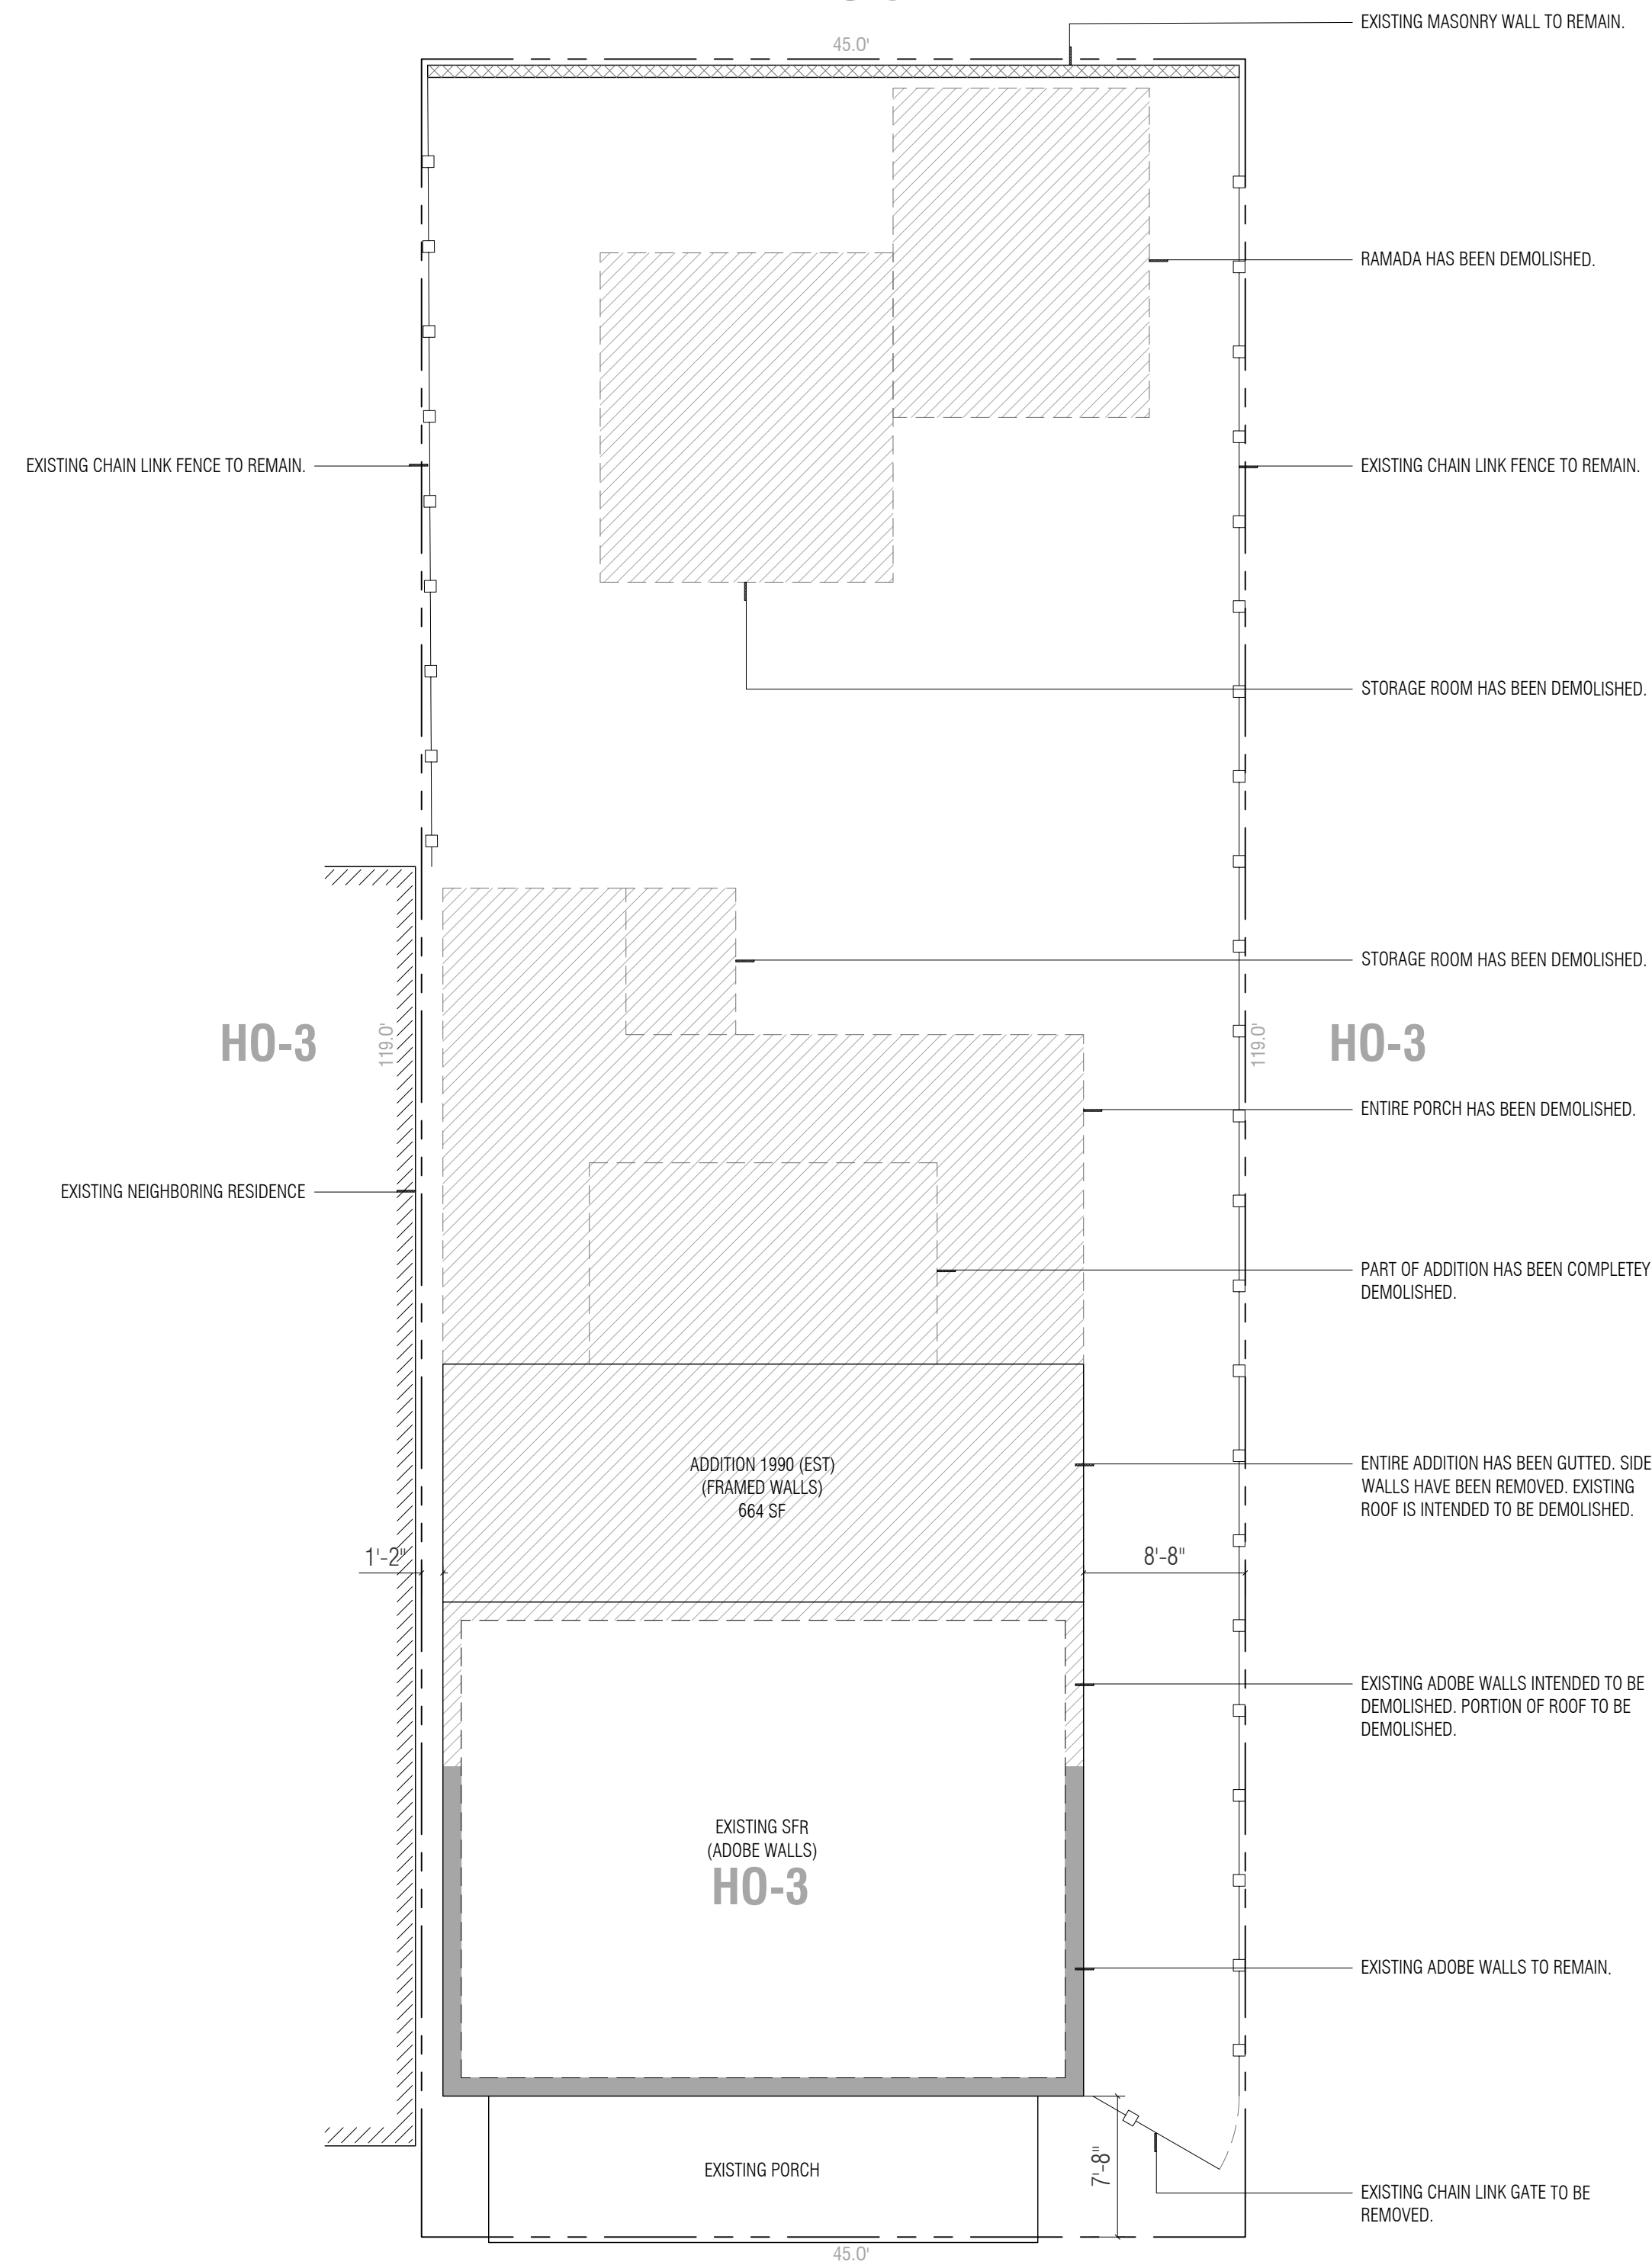 EXISTING MASONRY WALL TO REMAIN.
45.0'
RAMADA HAS BEEN DEMOLISHED.
EXISTING CHAIN LINK FENCE TO REMAIN.
EXISTING CHAIN LINK FENCE TO REMAIN.
STORAGE ROOM HAS BEEN DEMOLISHED.
STORAGE ROOM HAS BEEN DEMOLISHED.
HO-3
119.0'
119.0'
HO-3
ENTIRE PORCH HAS BEEN DEMOLISHED.
EXISTING NEIGHBORING RESIDENCE
PART OF ADDITION HAS BEEN COMPLETEY
DEMOLISHED.
ADDITION 1990 (EST)
(FRAMED WALLS)
664 SF
ENTIRE ADDITION HAS BEEN GUTTED. SIDE
WALLS HAVE BEEN REMOVED. EXISTING
ROOF IS INTENDED TO BE DEMOLISHED.
1'-2"
8'-8"
EXISTING ADOBE WALLS INTENDED TO BE
DEMOLISHED. PORTION OF ROOF TO BE
DEMOLISHED.
EXISTING SFR
(ADOBE WALLS)
HO-3
EXISTING ADOBE WALLS TO REMAIN.
EXISTING PORCH
7'-8"
EXISTING CHAIN LINK GATE TO BE
REMOVED.
45.0'